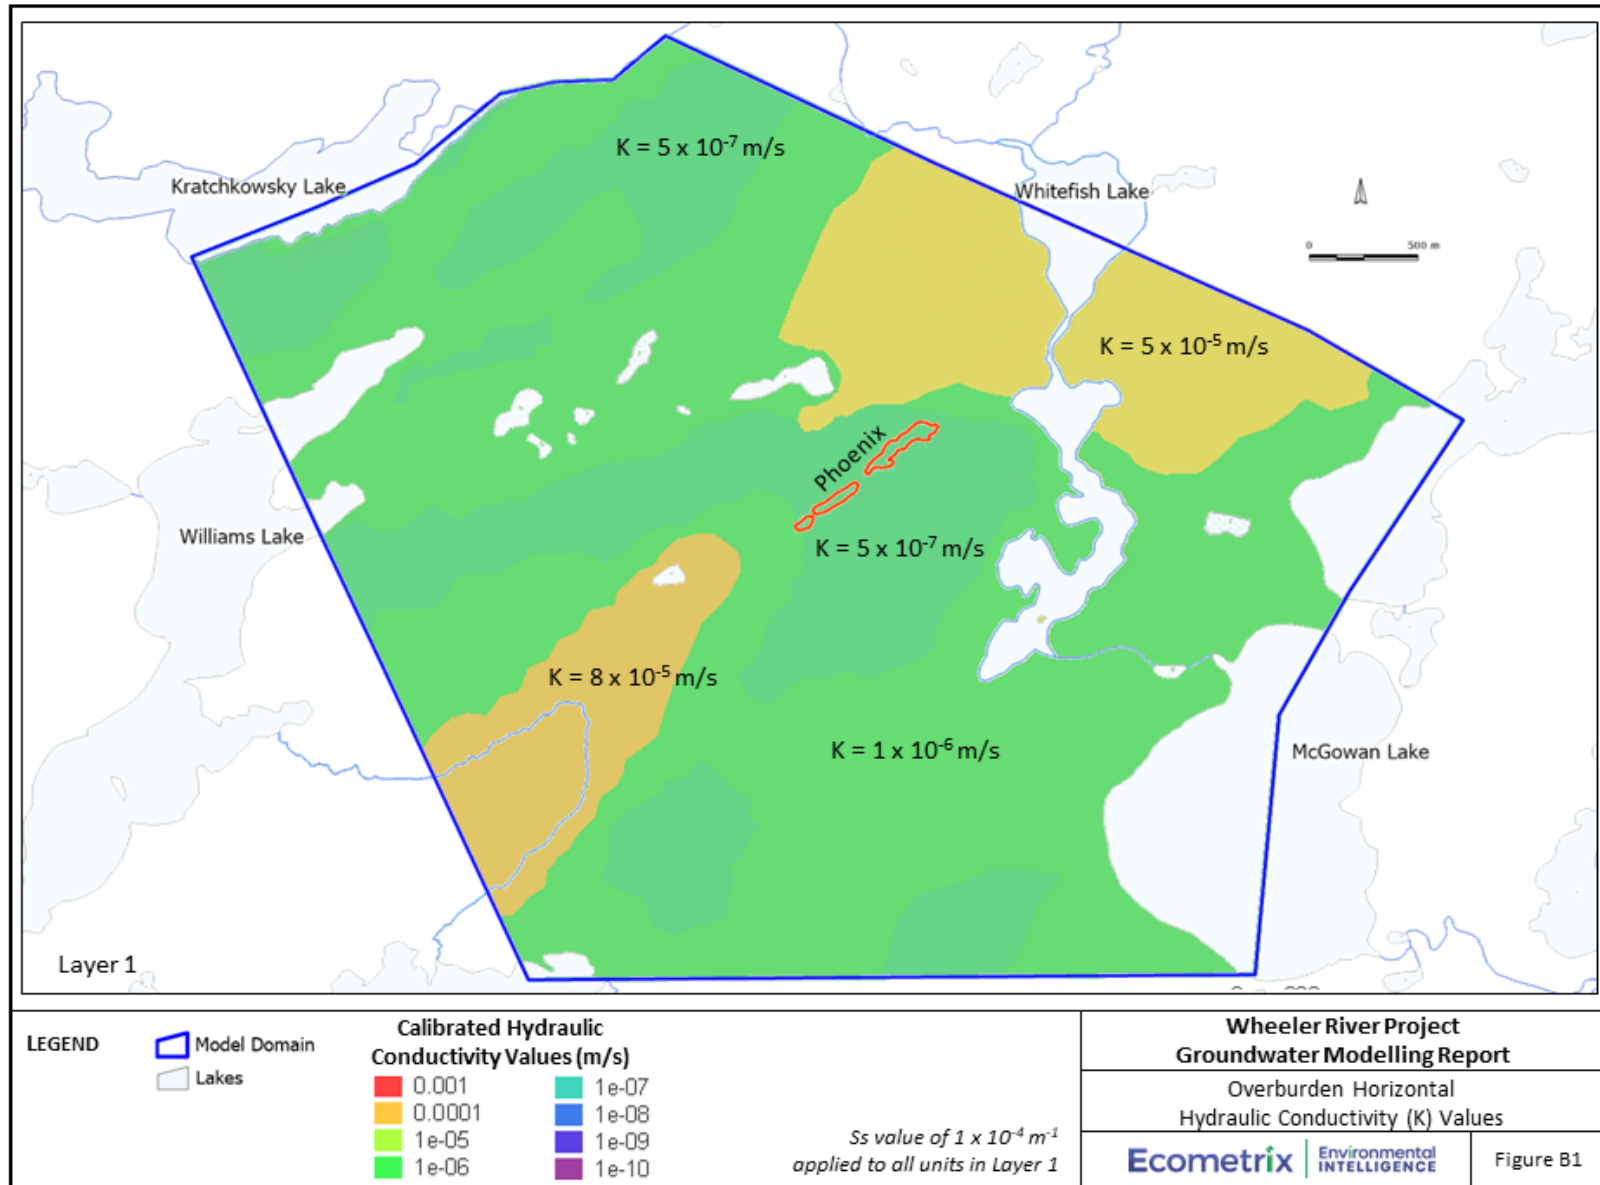 K = 5 x 10⁻⁷ m/s
Kratchkowsky Lake
Whitefish Lake
0 500 m
K = 5 x 10⁻⁵ m/s
Phoenix
Williams Lake
K = 5 x 10⁻⁷ m/s
K = 8 x 10⁻⁵ m/s
K = 1 x 10⁻⁶ m/s
McGowan Lake
Layer 1
LEGEND
Model Domain
Lakes
Calibrated Hydraulic
Conductivity Values (m/s)
0.001
0.0001
1e-05
1e-06
1e-07
1e-08
1e-09
1e-10
Ss value of 1 x 10⁻⁴ m⁻¹
applied to all units in Layer 1
Wheeler River Project
Groundwater Modelling Report
Overburden Horizontal
Hydraulic Conductivity (K) Values
Ecometrix
Environmental
INTELLIGENCE
Figure B1